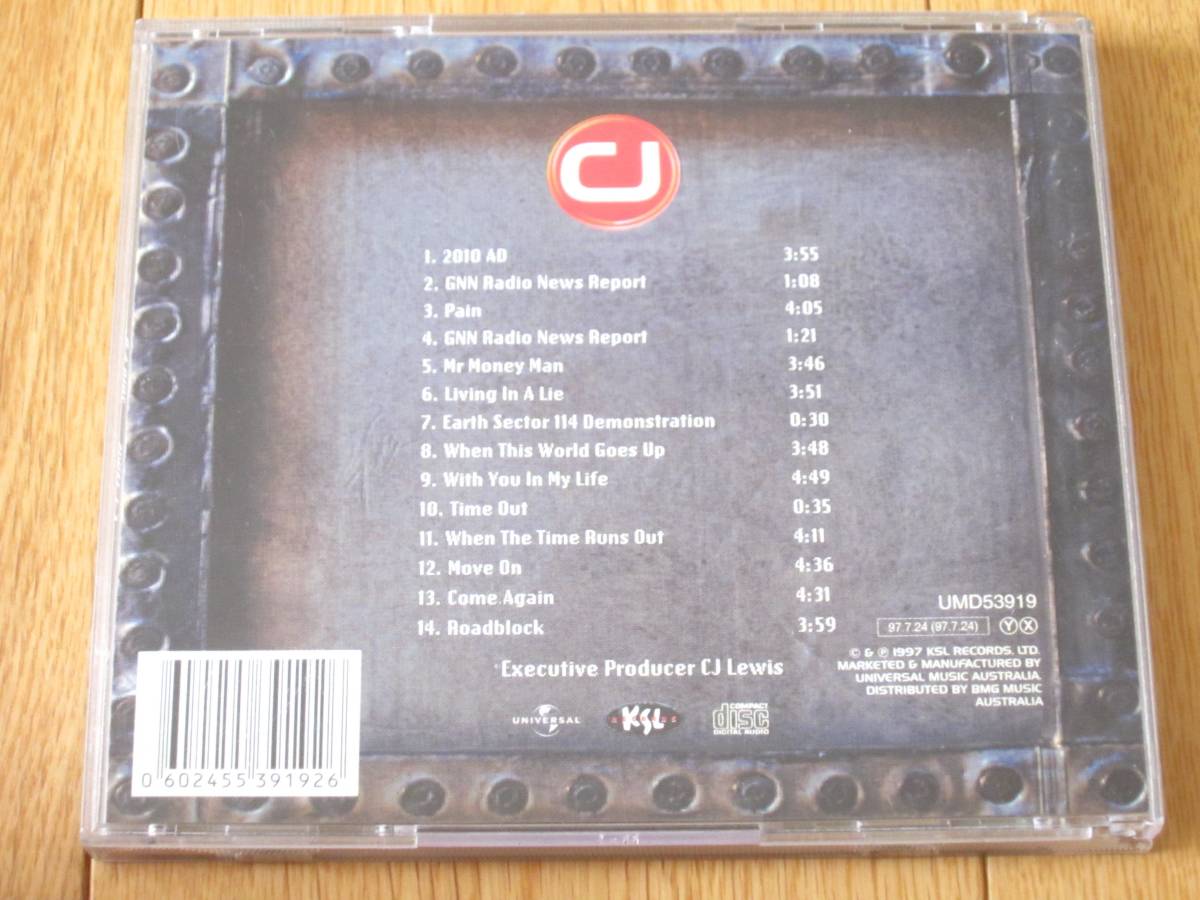 CJ
1. 2010 AD 3:55
2. GNN Radio News Report 1:08
3. Pain 4:05
4. GNN Radio News Report 1:21
5. Mr Money Man 3:46
6. Living In A Lie 3:51
7. Earth Sector 114 Demonstration 0:30
8. When This World Goes Up 3:48
9. With You In My Life 4:49
10. Time Out 0:35
11. When The Time Runs Out 4:11
12. Move On 4:36
13. Come Again 4:31
14. Roadblock 3:59
Executive Producer CJ Lewis
UMD53919
97.7.24 (97.7.24) Y X
© & ℗ 1997 KSL RECORDS. LTD.
MARKETED & MANUFACTURED BY
UNIVERSAL MUSIC AUSTRALIA
DISTRIBUTED BY BMG MUSIC
AUSTRALIA
UNIVERSAL
KSL
COMPACT
disc
DIGITAL AUDIO
0 602455 391926